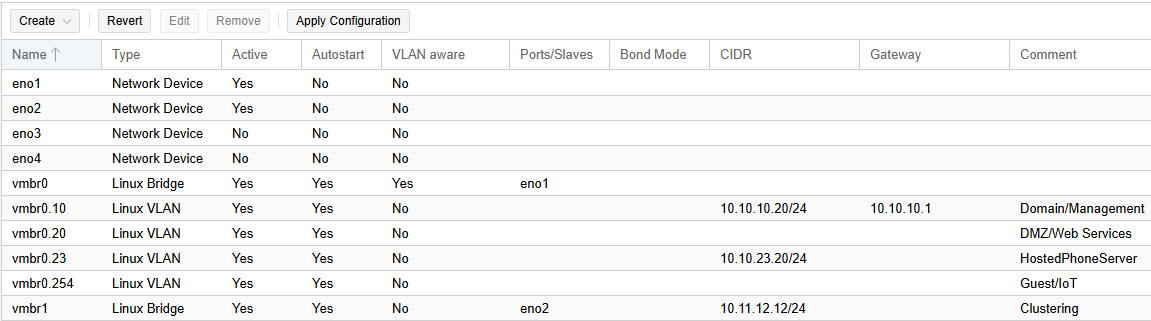 Create Revert Edit Remove Apply Configuration
Name Type Active Autostart VLAN aware Ports/Slaves Bond Mode CIDR Gateway Comment
eno1 Network Device Yes No No
eno2 Network Device Yes No No
eno3 Network Device No No No
eno4 Network Device No No No
vmbr0 Linux Bridge Yes Yes Yes eno1
vmbr0.10 Linux VLAN Yes Yes No 10.10.10.20/24 10.10.10.1 Domain/Management
vmbr0.20 Linux VLAN Yes Yes No DMZ/Web Services
vmbr0.23 Linux VLAN Yes Yes No 10.10.23.20/24 HostedPhoneServer
vmbr0.254 Linux VLAN Yes Yes No Guest/IoT
vmbr1 Linux Bridge Yes Yes No eno2 10.11.12.12/24 Clustering